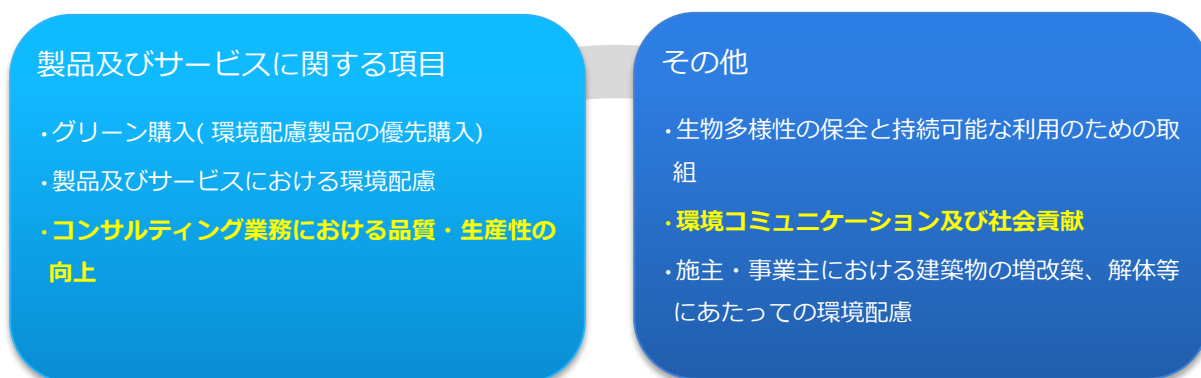 製品及びサービスに関する項目
・グリーン購入( 環境配慮製品の優先購入)
・製品及びサービスにおける環境配慮
・コンサルティング業務における品質・生産性の
向上
その他
・生物多様性の保全と持続可能な利用のための取
組
・環境コミュニケーション及び社会貢献
・施主・事業主における建築物の増改築、解体等
にあたっての環境配慮